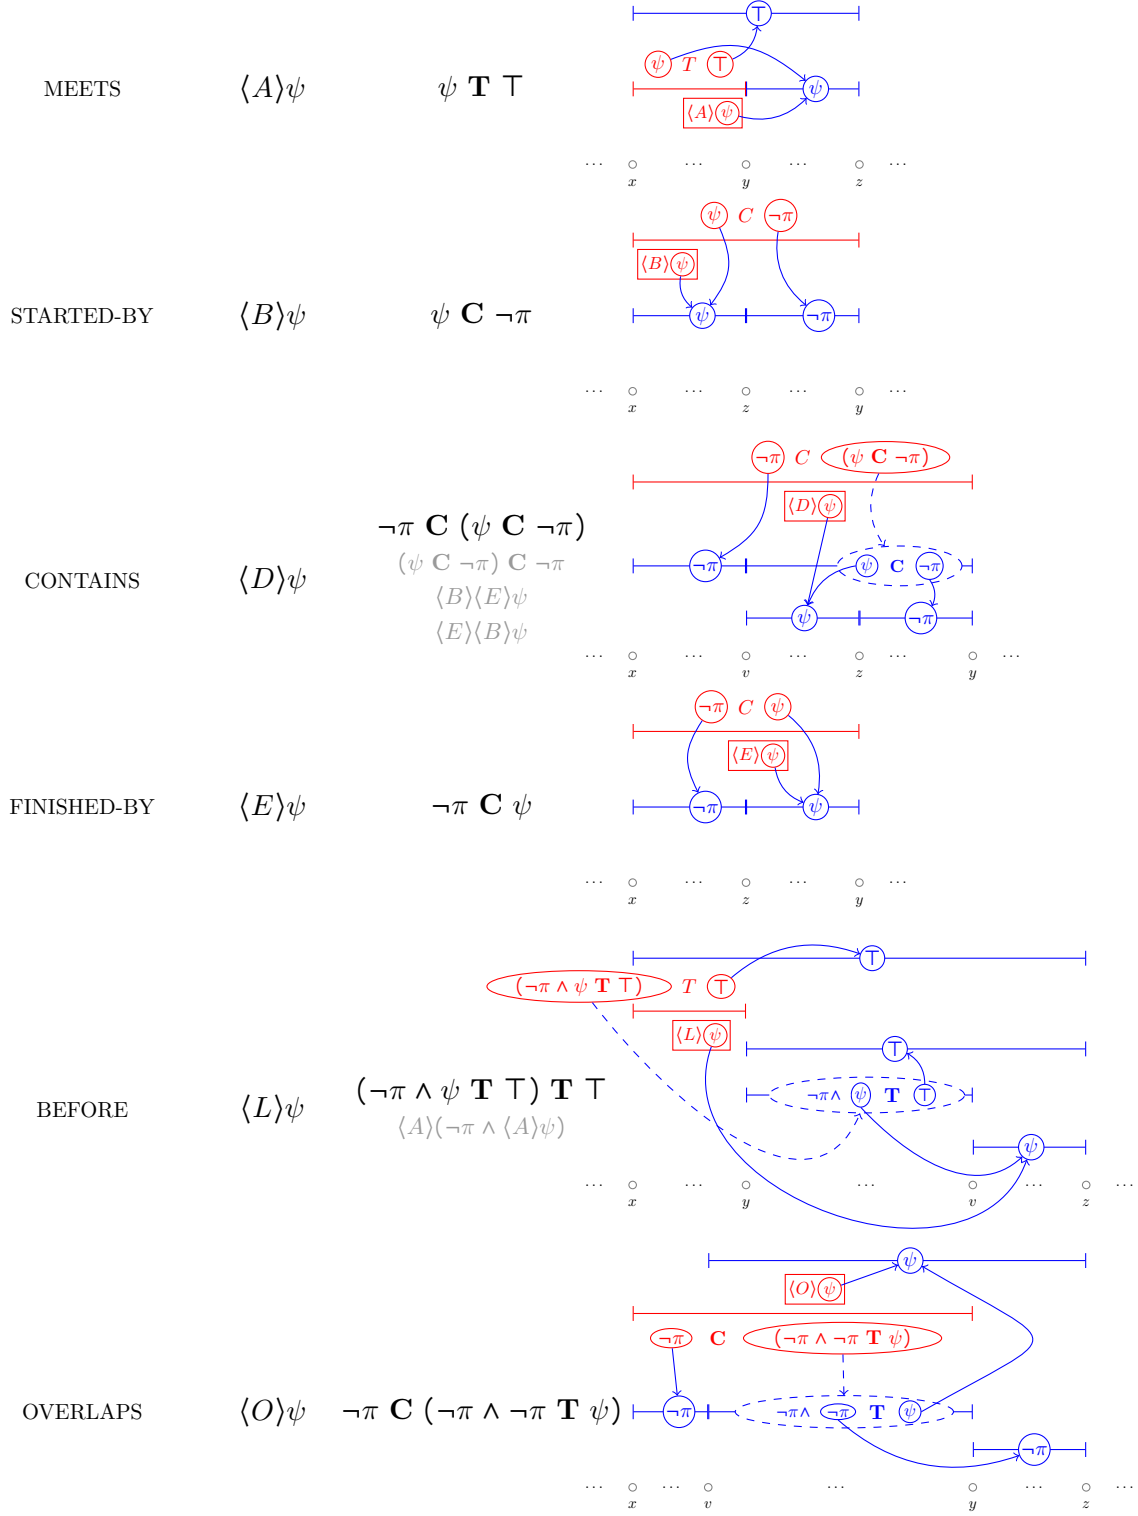 ⊤
ψ T ⊤
MEETS ⟨A⟩ψ ψ T ⊤ ψ
⟨A⟩ψ
··· ○ ··· ○ ··· ○ ···
x y z
ψ C ¬π
⟨B⟩ψ
STARTED-BY ⟨B⟩ψ ψ C ¬π ψ ¬π
··· ○ ··· ○ ··· ○ ···
x z y
¬π C (ψ C ¬π)
⟨D⟩ψ
¬π C (ψ C ¬π)
(ψ C ¬π) C ¬π ¬π ψ C ¬π
CONTAINS ⟨D⟩ψ
⟨B⟩⟨E⟩ψ
⟨E⟩⟨B⟩ψ ψ ¬π
··· ○ ··· ○ ··· ○ ··· ○ ···
x v z y
¬π C ψ
⟨E⟩ψ
FINISHED-BY ⟨E⟩ψ ¬π C ψ ¬π ψ
··· ○ ··· ○ ··· ○ ···
x z y
⊤
(¬π ∧ ψ T ⊤) T ⊤
⟨L⟩ψ
⊤
(¬π ∧ ψ T ⊤) T ⊤ ¬π∧ ψ T ⊤
BEFORE ⟨L⟩ψ
⟨A⟩(¬π ∧ ⟨A⟩ψ)
ψ
··· ○ ··· ○ ··· ○ ··· ○ ···
x y v z
ψ
⟨O⟩ψ
¬π C (¬π ∧ ¬π T ψ)
OVERLAPS ⟨O⟩ψ ¬π C (¬π ∧ ¬π T ψ) ¬π ¬π∧ ¬π T ψ
¬π
··· ○ ··· ○ ··· ○ ··· ○ ···
x v y z